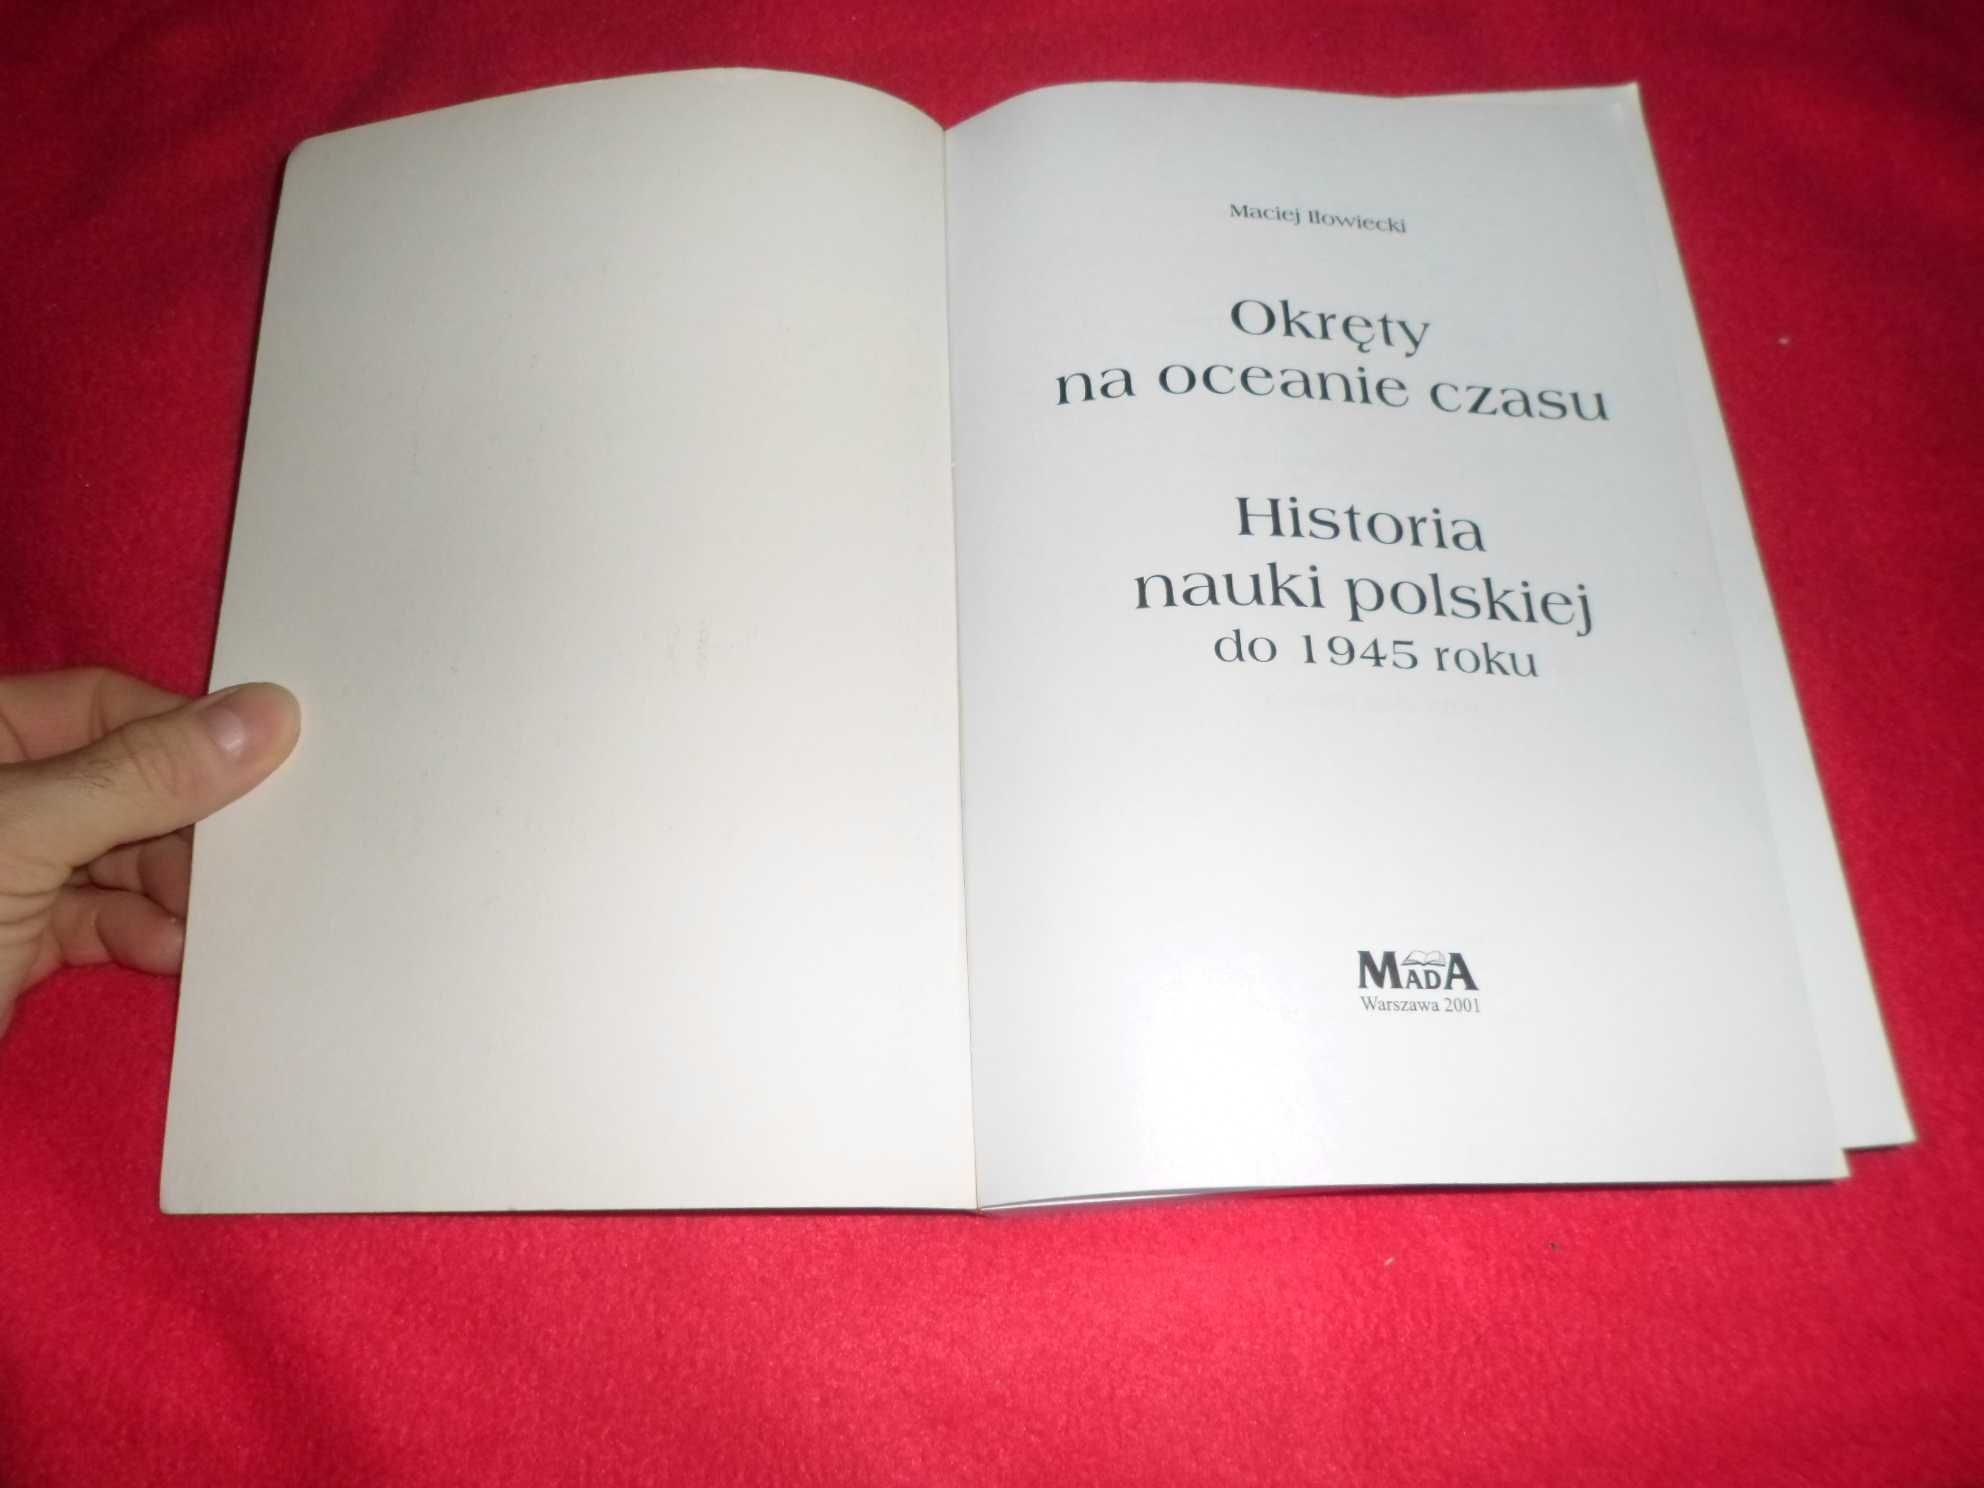 Maciej Iłowiecki
Okręty
na oceanie czasu
Historia
nauki polskiej
do 1945 roku
MADA
Warszawa 2001